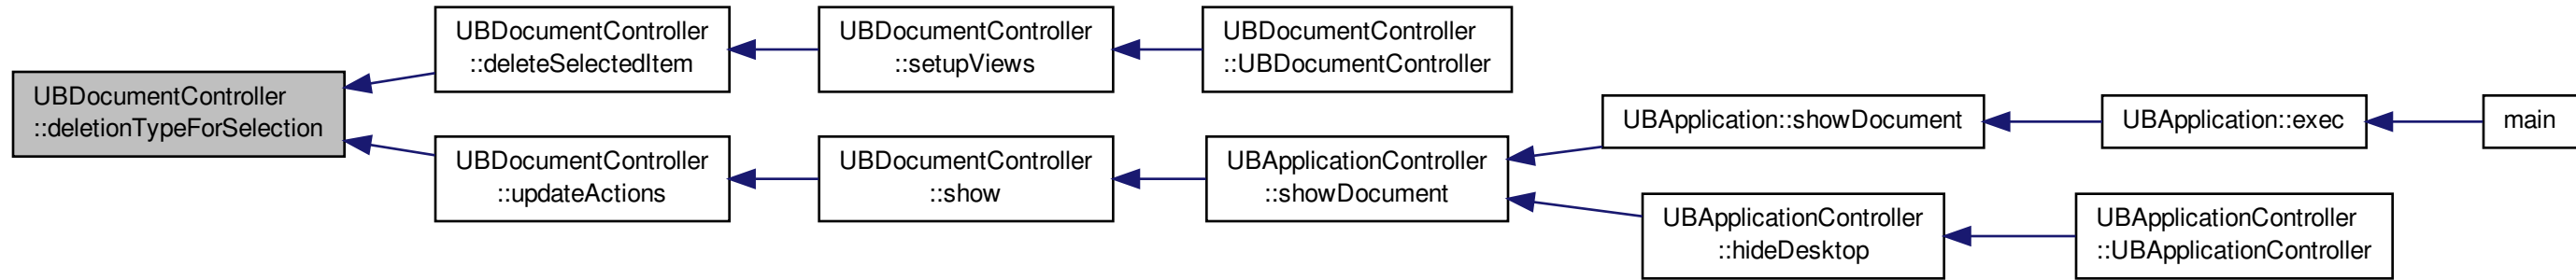 UBDocumentController
::deletionTypeForSelection
UBDocumentController
::deleteSelectedItem
UBDocumentController
::setupViews
UBDocumentController
::UBDocumentController
UBDocumentController
::updateActions
UBDocumentController
::show
UBApplicationController
::showDocument
UBApplication::showDocument
UBApplication::exec
main
UBApplicationController
::hideDesktop
UBApplicationController
::UBApplicationController